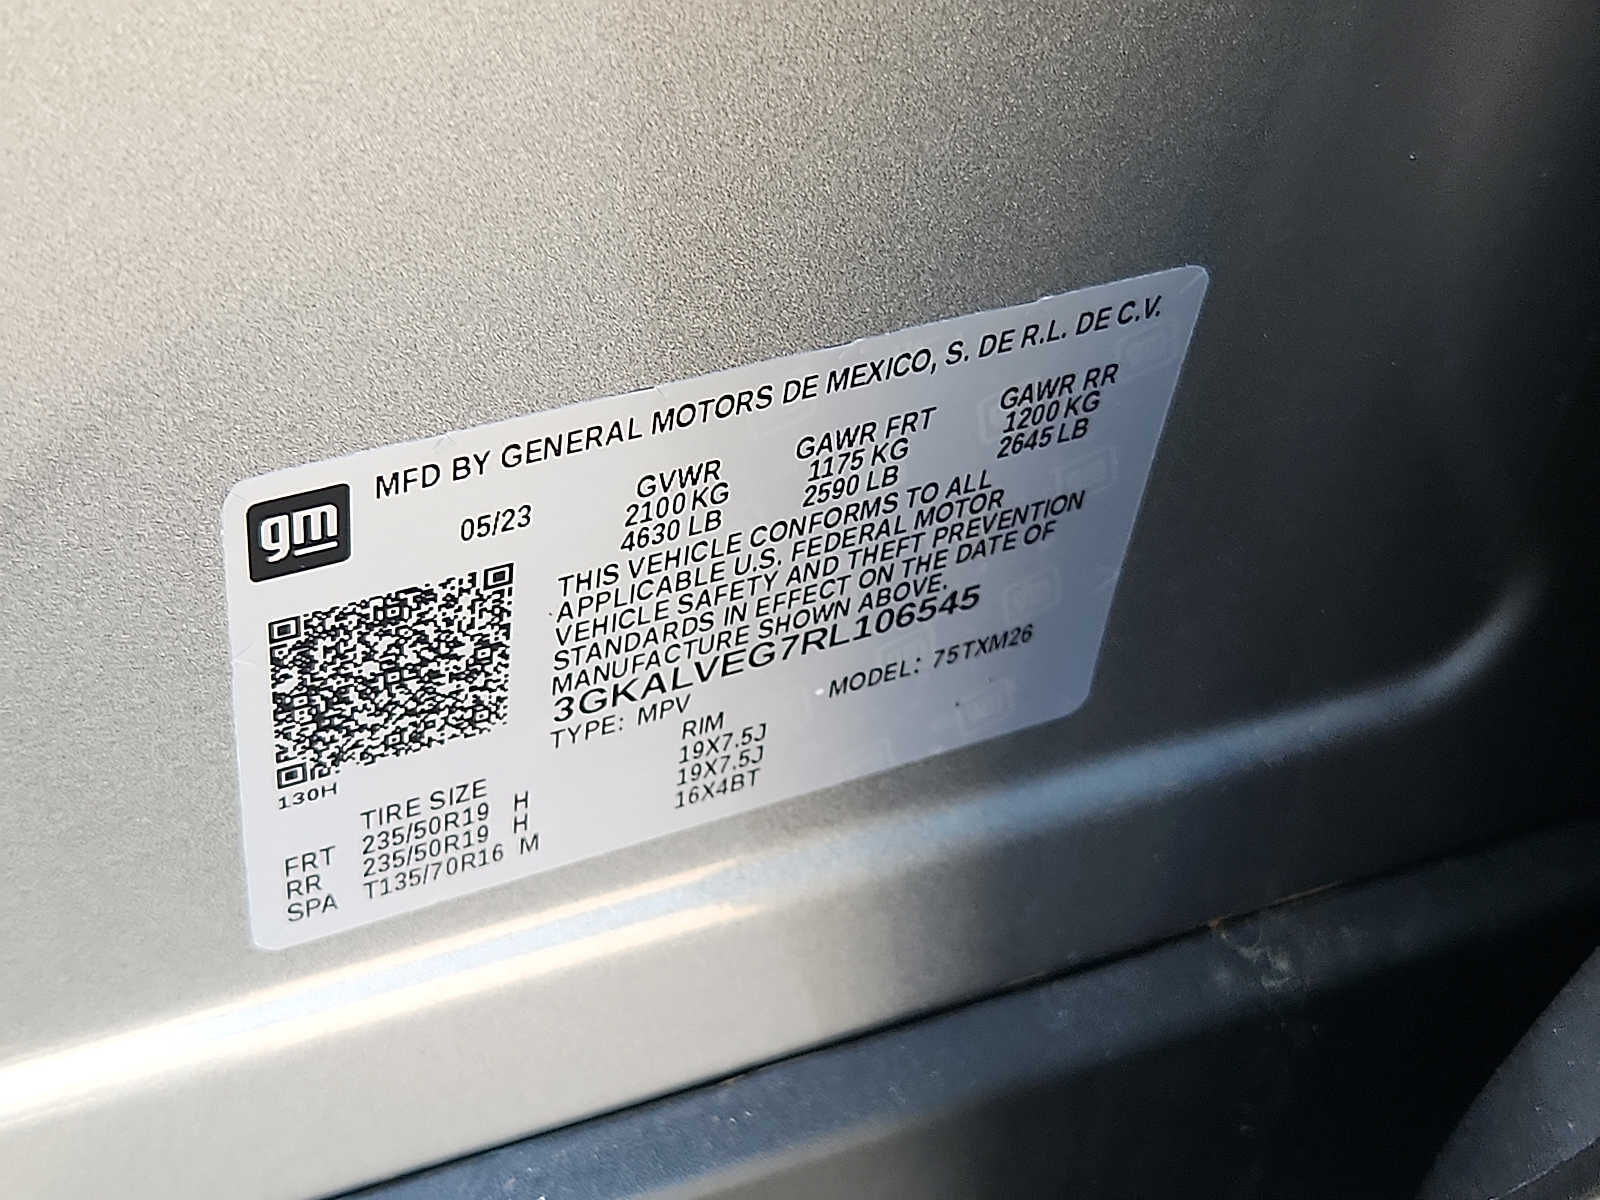 gm
MFD BY GENERAL MOTORS DE MEXICO, S. DE R.L. DE C.V.
05/23
GVWR GAWR FRT GAWR RR
2100 KG 1175 KG 1200 KG
4630 LB 2590 LB 2645 LB
THIS VEHICLE CONFORMS TO ALL
APPLICABLE U.S. FEDERAL MOTOR
VEHICLE SAFETY AND THEFT PREVENTION
STANDARDS IN EFFECT ON THE DATE OF
MANUFACTURE SHOWN ABOVE.
3GKALVEG7RL106545
TYPE: MPV MODEL: 75TXM26
130H
TIRE SIZE RIM
FRT 235/50R19 H 19X7.5J
RR 235/50R19 H 19X7.5J
SPA T135/70R16 M 16X4BT